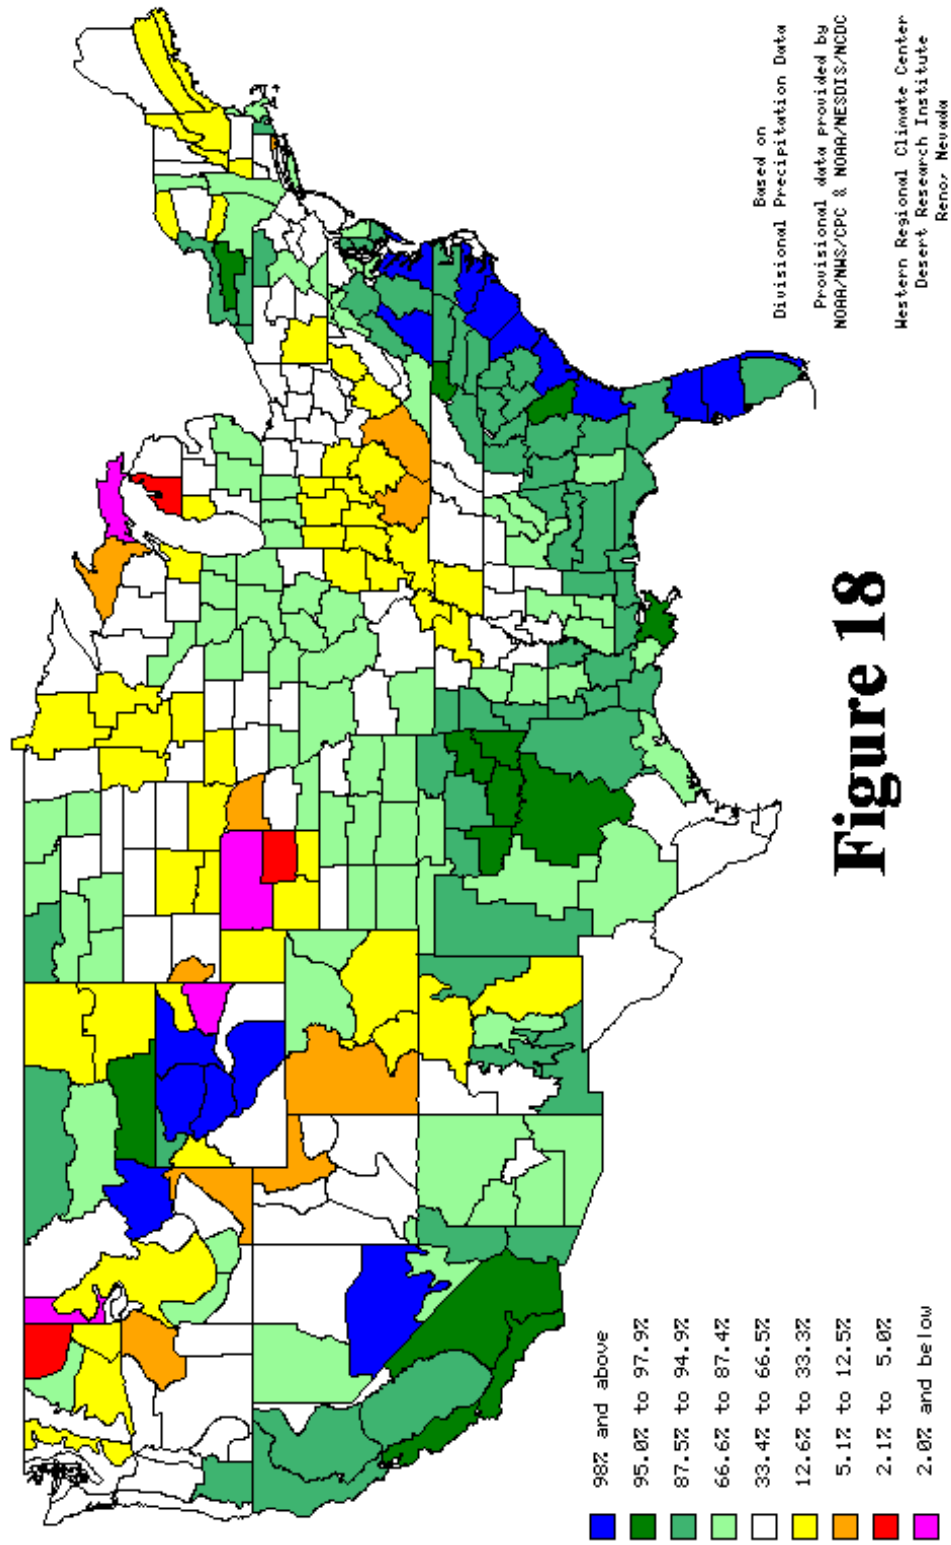 98% and above
95.0% to 97.9%
87.5% to 94.9%
66.6% to 87.4%
33.4% to 66.5%
12.6% to 33.3%
5.1% to 12.5%
2.1% to 5.0%
2.0% and below
Figure 18
Based on
Divisional Precipitation Data
Provisional data provided by
NOAA/NWS/CPC & NOAA/NESDIS/NCDC
Western Regional Climate Center
Desert Research Institute
Reno, Nevada